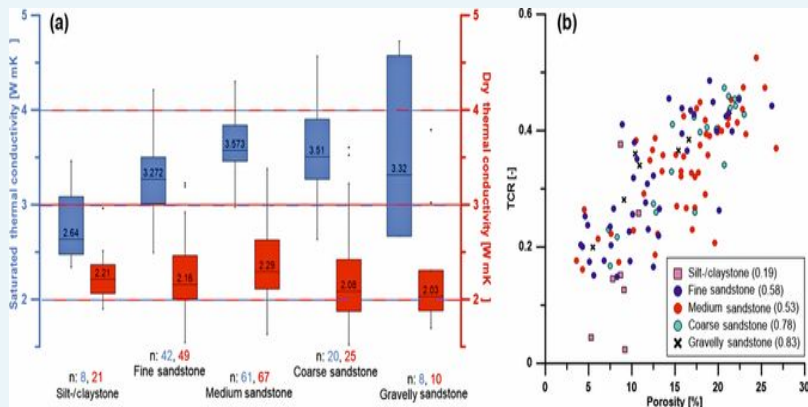 (a)
Saturated thermal conductivity [W mK]
5
4
3
2
2.64
3.272
3.573
3.51
3.32
2.21
2.16
2.29
2.08
2.03
5
4
3
2
Dry thermal conductivity [W mK]
n: 8, 21
Silt-/claystone
n: 42, 49
Fine sandstone
n: 61, 67
Medium sandstone
n: 20, 25
Coarse sandstone
n: 8, 10
Gravelly sandstone
(b)
TCR [-]
0.6
0.4
0.2
0
Silt-/claystone (0.19)
Fine sandstone (0.58)
Medium sandstone (0.53)
Coarse sandstone (0.78)
Gravelly sandstone (0.83)
0 5 10 15 20 25 30
Porosity [%]